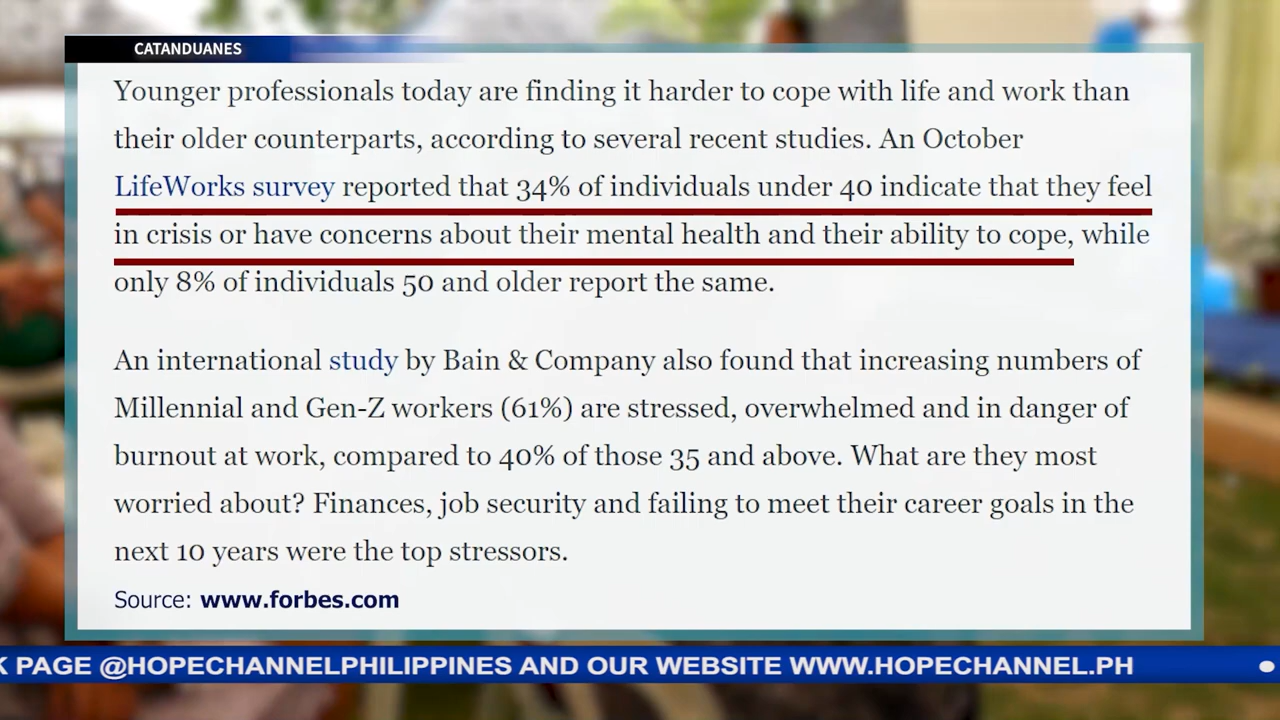 CATANDUANES
Younger professionals today are finding it harder to cope with life and work than
their older counterparts, according to several recent studies. An October
LifeWorks survey reported that 34% of individuals under 40 indicate that they feel
in crisis or have concerns about their mental health and their ability to cope, while
only 8% of individuals 50 and older report the same.
An international study by Bain & Company also found that increasing numbers of
Millennial and Gen-Z workers (61%) are stressed, overwhelmed and in danger of
burnout at work, compared to 40% of those 35 and above. What are they most
worried about? Finances, job security and failing to meet their career goals in the
next 10 years were the top stressors.
Source: www.forbes.com
K PAGE @HOPECHANNELPHILIPPINES AND OUR WEBSITE WWW.HOPECHANNEL.PH •